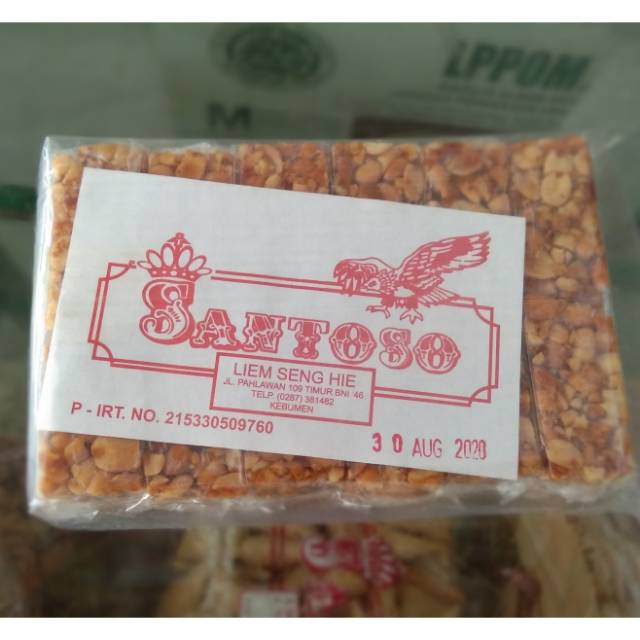 LPPOM
M
SANTOSO
LIEM SENG HIE
JL. PAHLAWAN 109 TIMUR BNI '46
TELP. (0287) 381482
KEBUMEN
P - IRT. NO. 215330509760
30 AUG 2020